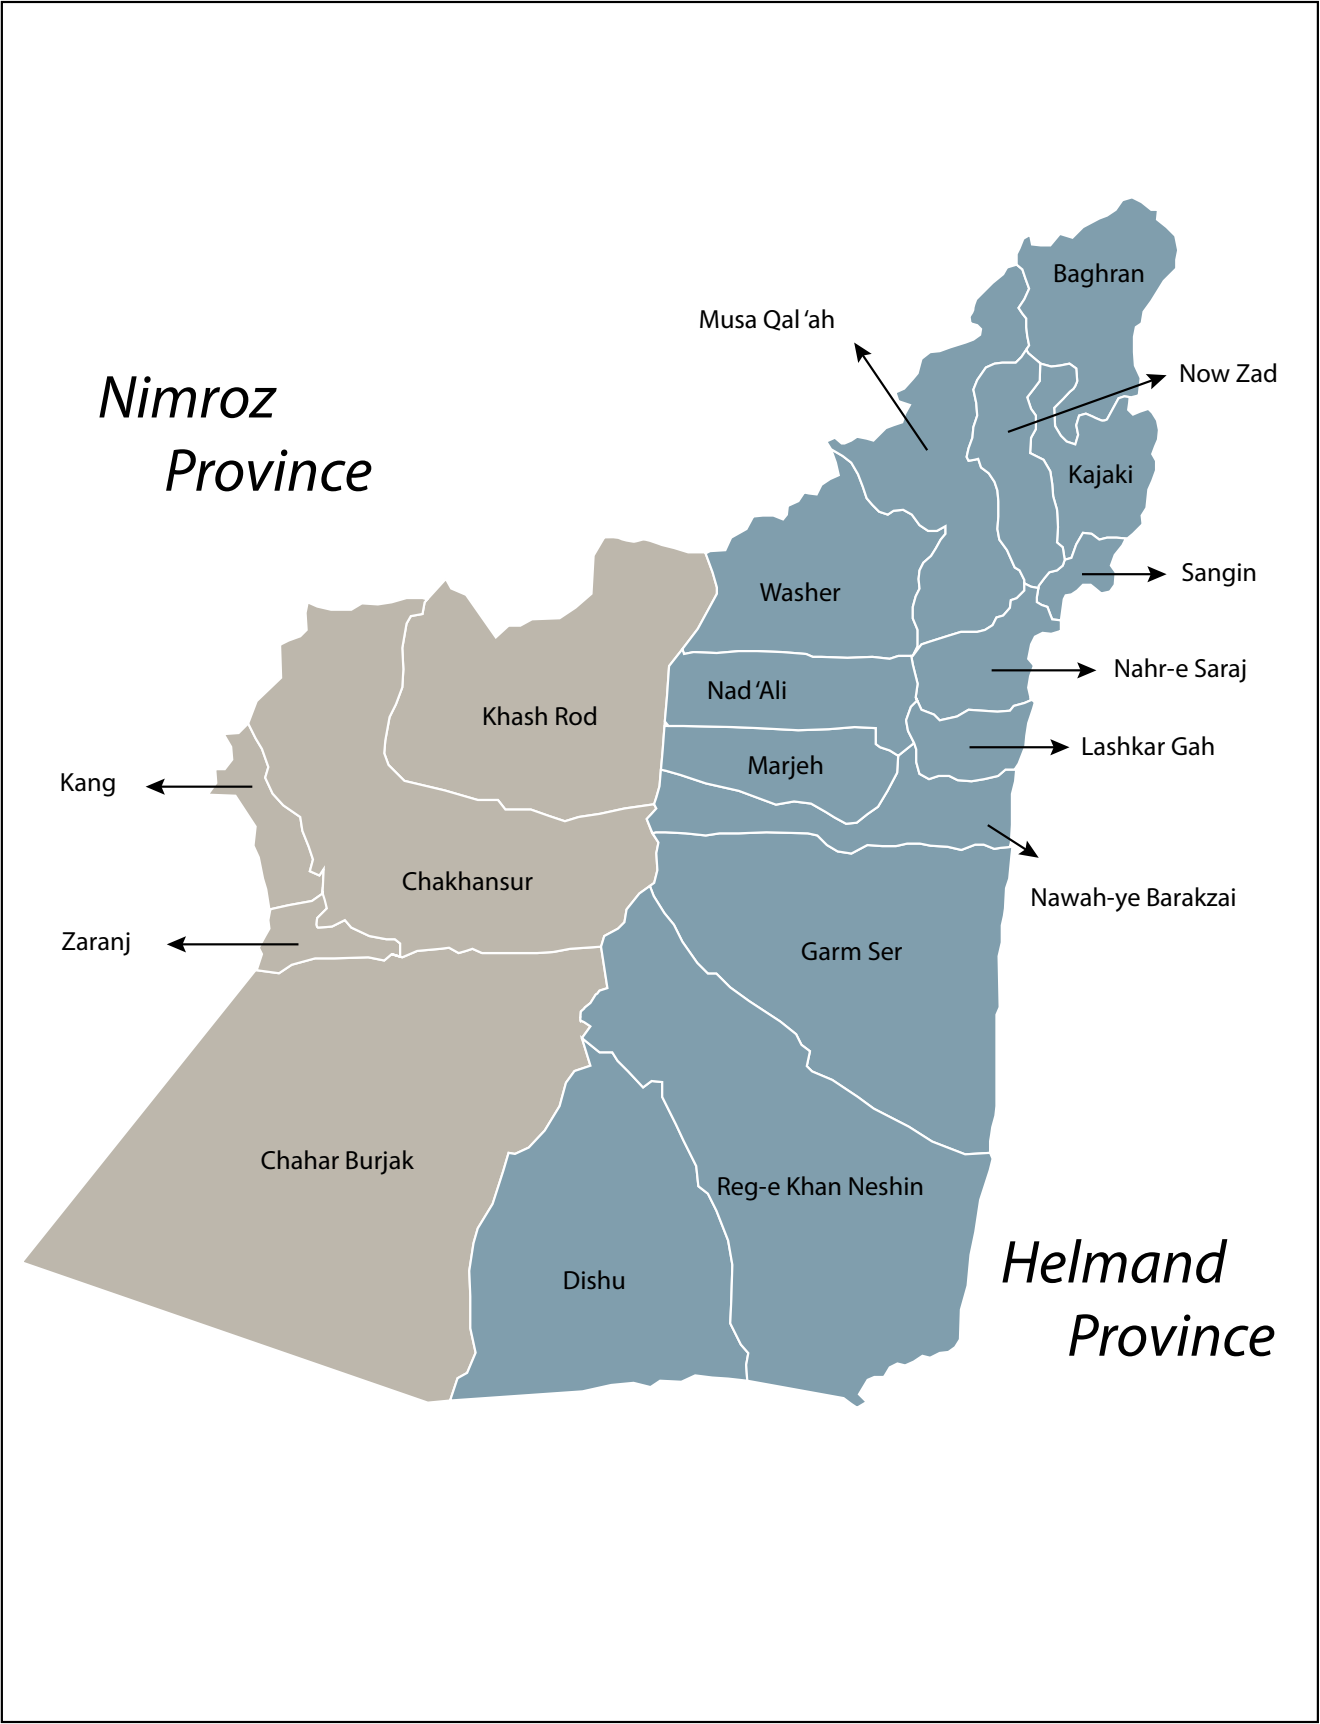 Baghran
Musa Qal ‘ah
Now Zad
Nimroz
Province
Kajaki
Sangin
Washer
Nahr-e Saraj
Nad ‘Ali
Khash Rod
Lashkar Gah
Marjeh
Kang
Chakhansur
Nawah-ye Barakzai
Zaranj
Garm Ser
Chahar Burjak
Reg-e Khan Neshin
Helmand
Province
Dishu